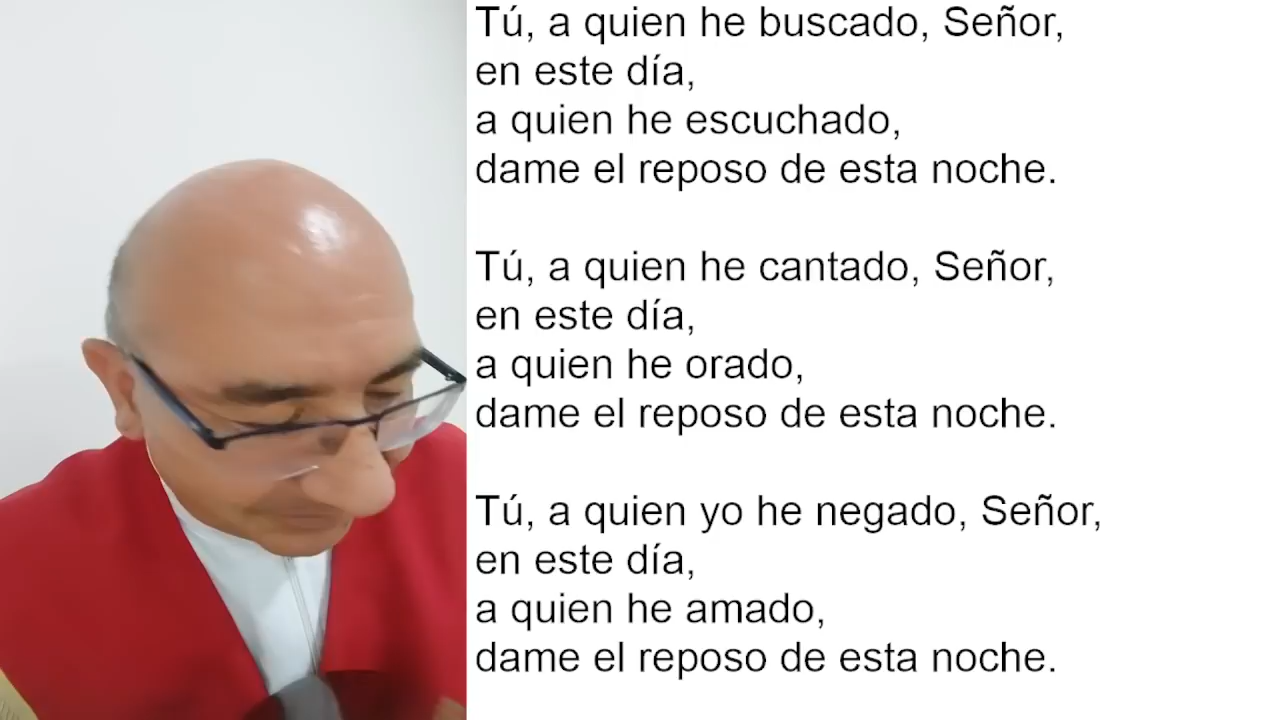 Tú, a quien he buscado, Señor,
en este día,
a quien he escuchado,
dame el reposo de esta noche.
Tú, a quien he cantado, Señor,
en este día,
a quien he orado,
dame el reposo de esta noche.
Tú, a quien yo he negado, Señor,
en este día,
a quien he amado,
dame el reposo de esta noche.